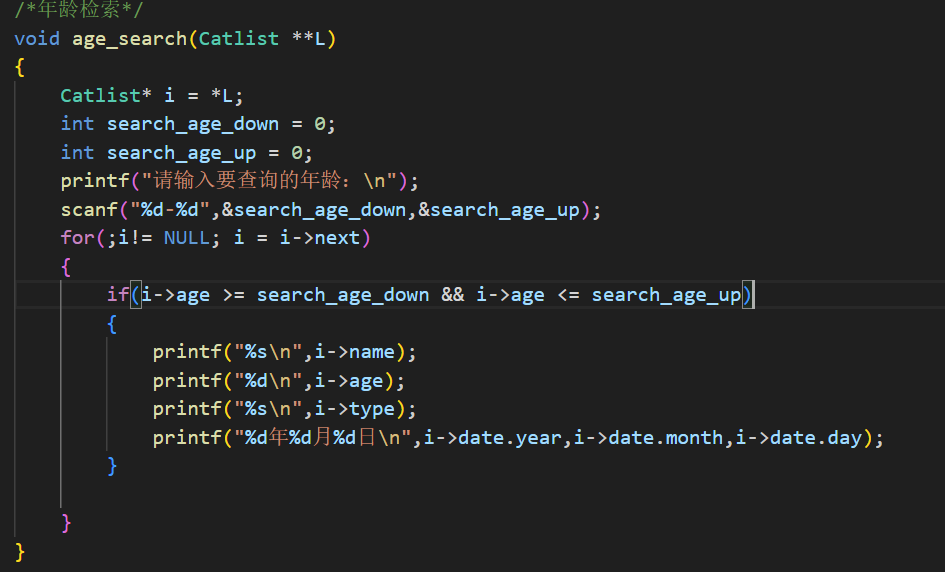 /*年龄检索*/
void age_search(Catlist **L)
{
    Catlist* i = *L;
    int search_age_down = 0;
    int search_age_up = 0;
    printf("请输入要查询的年龄：\n");
    scanf("%d-%d",&search_age_down,&search_age_up);
    for(;i!= NULL; i = i->next)
    {
        if(i->age >= search_age_down && i->age <= search_age_up)
        {
            printf("%s\n",i->name);
            printf("%d\n",i->age);
            printf("%s\n",i->type);
            printf("%d年%d月%d日\n",i->date.year,i->date.month,i->date.day);
        }
    }
}